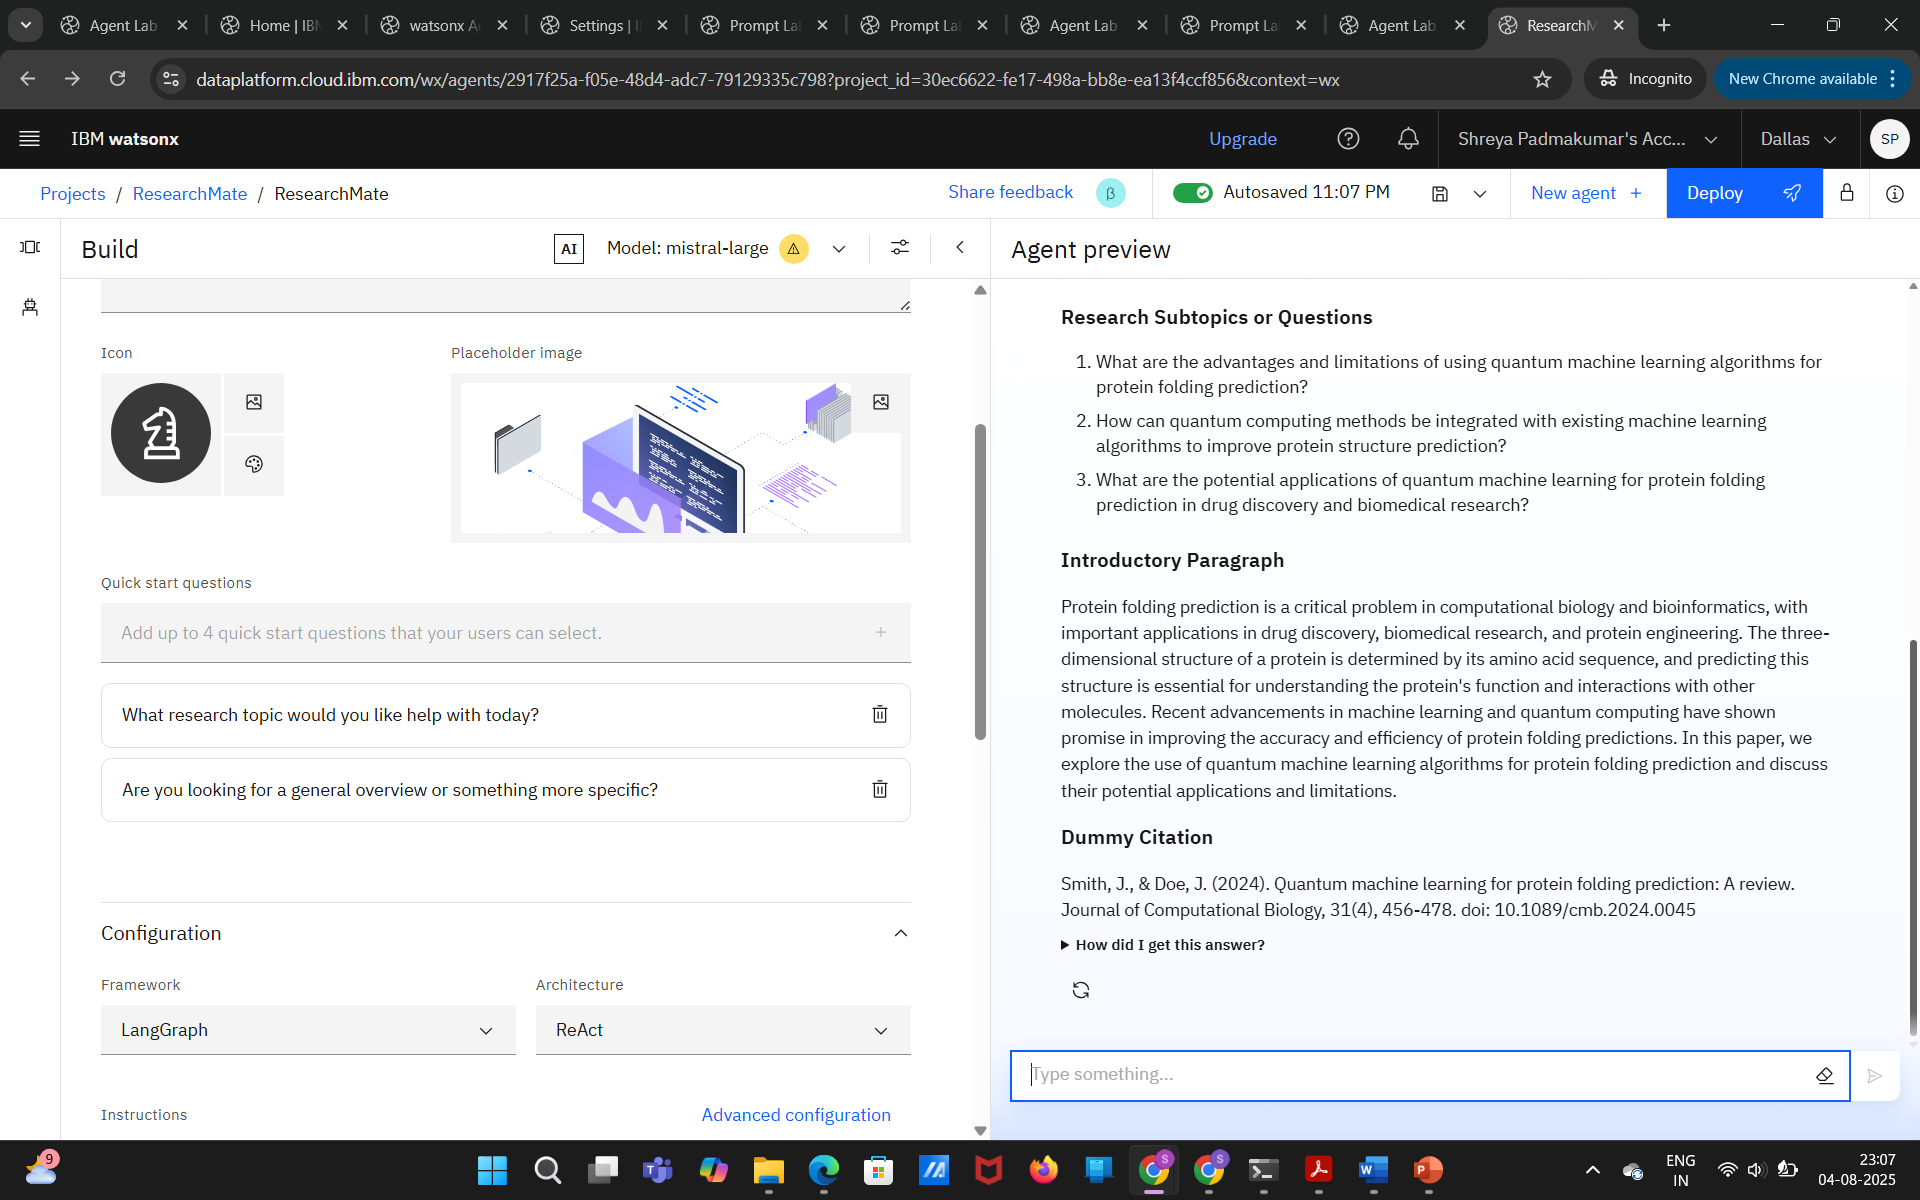 Agent Lab
Home | IBM
watsonx Ag
Settings | I
Prompt La
Prompt La
Agent Lab
Prompt La
Agent Lab
ResearchM
dataplatform.cloud.ibm.com/wx/agents/2917f25a-f05e-48d4-adc7-79129335c798?project_id=30ec6622-fe17-498a-bb8e-ea13f4ccf856&context=wx
Incognito
New Chrome available
IBM watsonx
Upgrade
Shreya Padmakumar's Acc...
Dallas
SP
Projects / ResearchMate / ResearchMate
Share feedback
β
Autosaved 11:07 PM
New agent +
Deploy
Build
AI
Model: mistral-large
Icon
Placeholder image
Quick start questions
Add up to 4 quick start questions that your users can select.
What research topic would you like help with today?
Are you looking for a general overview or something more specific?
Configuration
Framework
Architecture
LangGraph
ReAct
Instructions
Advanced configuration
Agent preview
Research Subtopics or Questions
1. What are the advantages and limitations of using quantum machine learning algorithms for
protein folding prediction?
2. How can quantum computing methods be integrated with existing machine learning
algorithms to improve protein structure prediction?
3. What are the potential applications of quantum machine learning for protein folding
prediction in drug discovery and biomedical research?
Introductory Paragraph
Protein folding prediction is a critical problem in computational biology and bioinformatics, with
important applications in drug discovery, biomedical research, and protein engineering. The three-
dimensional structure of a protein is determined by its amino acid sequence, and predicting this
structure is essential for understanding the protein's function and interactions with other
molecules. Recent advancements in machine learning and quantum computing have shown
promise in improving the accuracy and efficiency of protein folding predictions. In this paper, we
explore the use of quantum machine learning algorithms for protein folding prediction and discuss
their potential applications and limitations.
Dummy Citation
Smith, J., & Doe, J. (2024). Quantum machine learning for protein folding prediction: A review.
Journal of Computational Biology, 31(4), 456-478. doi: 10.1089/cmb.2024.0045
How did I get this answer?
Type something...
9
ENG
IN
23:07
04-08-2025